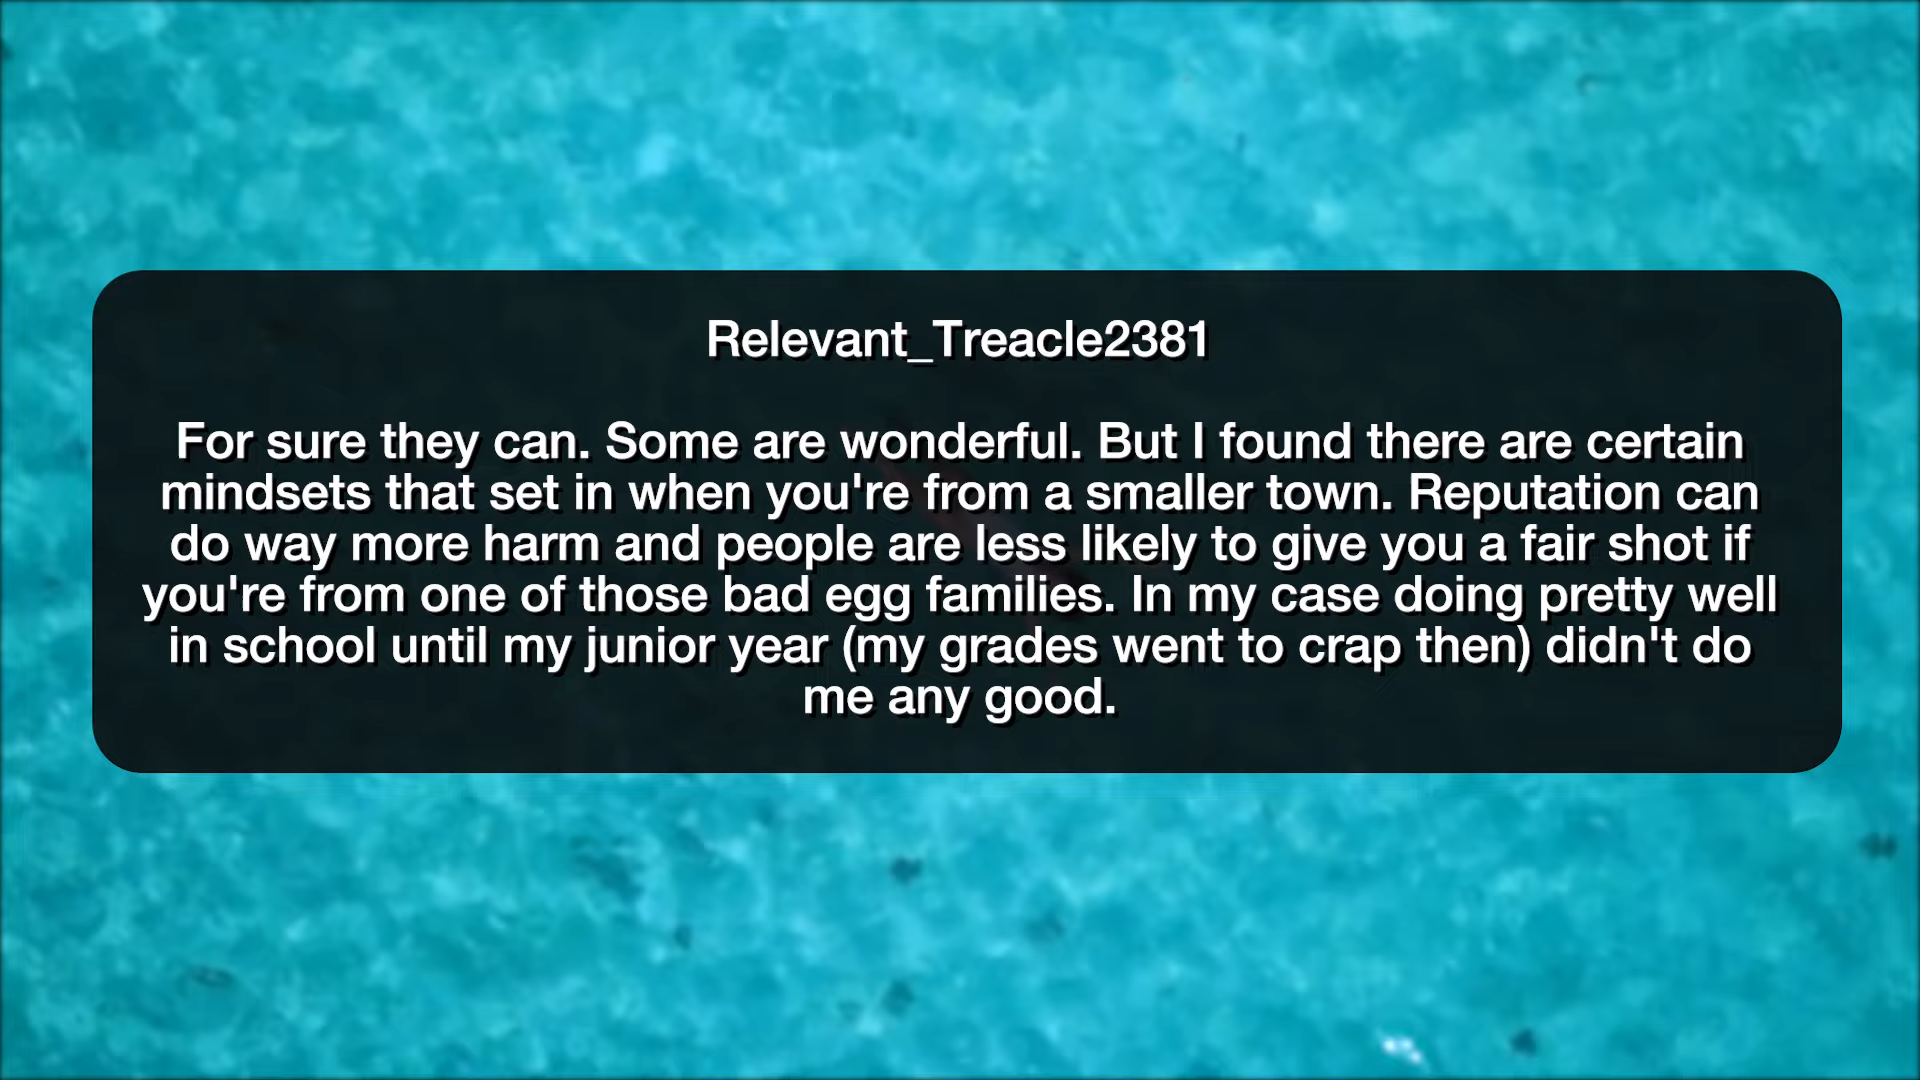 Relevant_Treacle2381
For sure they can. Some are wonderful. But I found there are certain
mindsets that set in when you're from a smaller town. Reputation can
do way more harm and people are less likely to give you a fair shot if
you're from one of those bad egg families. In my case doing pretty well
in school until my junior year (my grades went to crap then) didn't do
me any good.